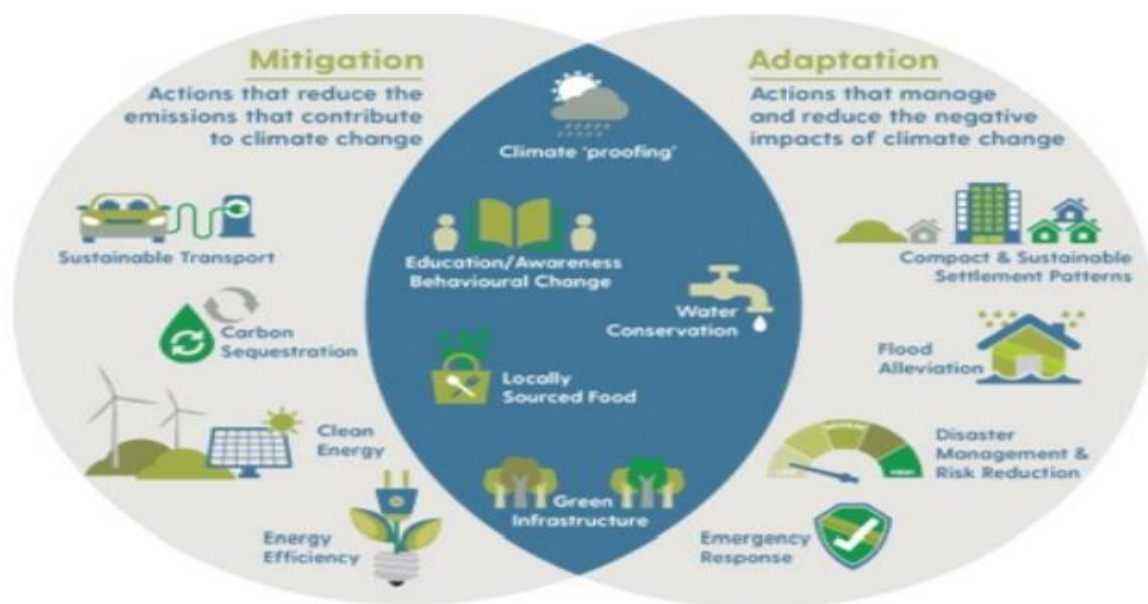 Mitigation
Actions that reduce the
emissions that contribute
to climate change
Sustainable Transport
Carbon
Sequestration
Clean
Energy
Energy
Efficiency
Climate 'proofing'
Education/Awareness
Behavioural Change
Water
Conservation
Locally
Sourced Food
Green
Infrastructure
Adaptation
Actions that manage
and reduce the negative
impacts of climate change
Compact & Sustainable
Settlement Patterns
Flood
Alleviation
Disaster
Management &
Risk Reduction
Emergency
Response